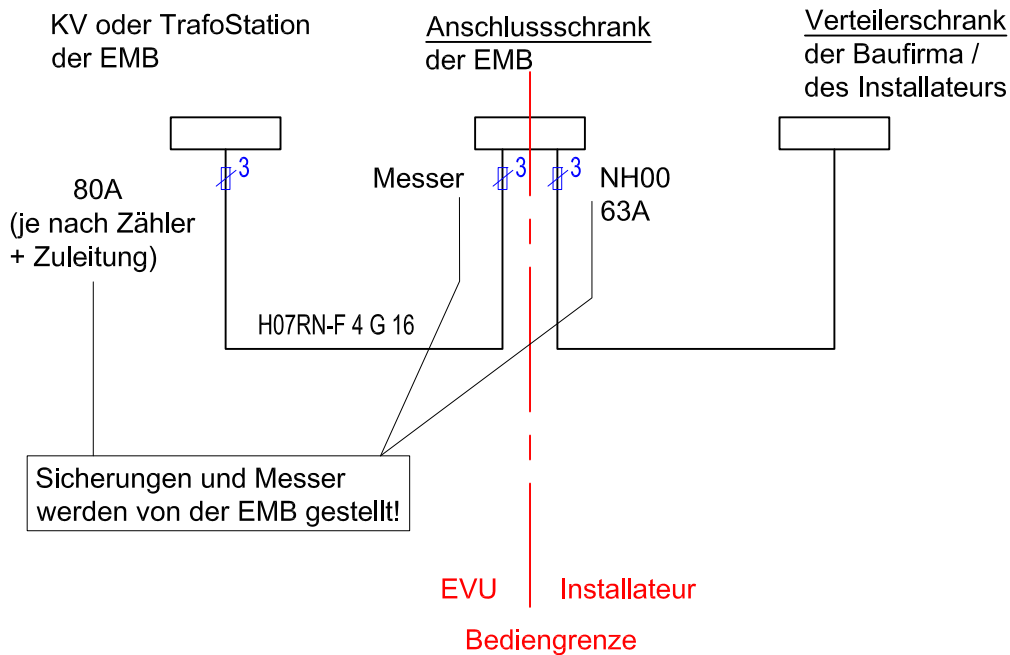 KV oder TrafoStation
der EMB
Anschlussschrank
der EMB
Verteilerschrank
der Baufirma /
des Installateurs
3
3
3
80A
(je nach Zähler
+ Zuleitung)
Messer
NH00
63A
H07RN-F 4 G 16
Sicherungen und Messer
werden von der EMB gestellt!
EVU
Installateur
Bediengrenze